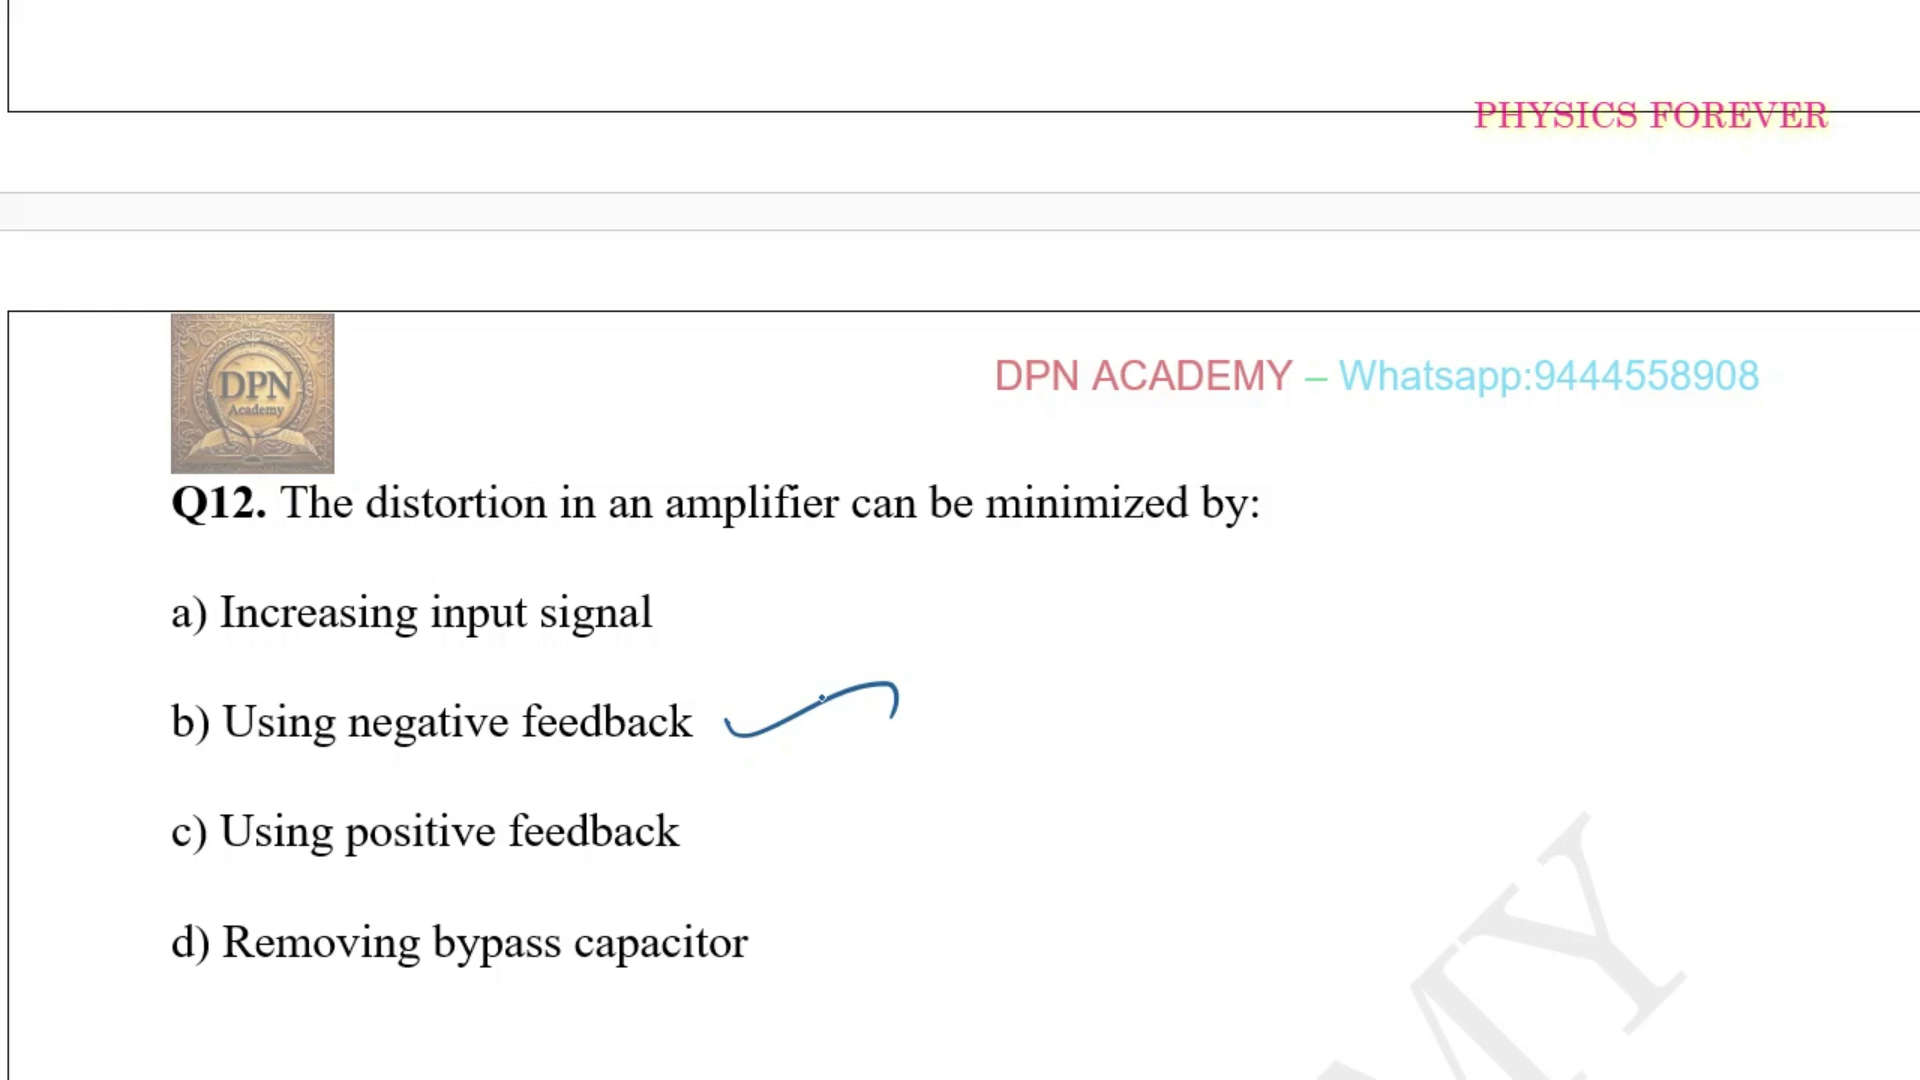 PHYSICS FOREVER
DPN
Academy
DPN ACADEMY – Whatsapp:9444558908
Q12. The distortion in an amplifier can be minimized by:
a) Increasing input signal
b) Using negative feedback
c) Using positive feedback
d) Removing bypass capacitor
MY